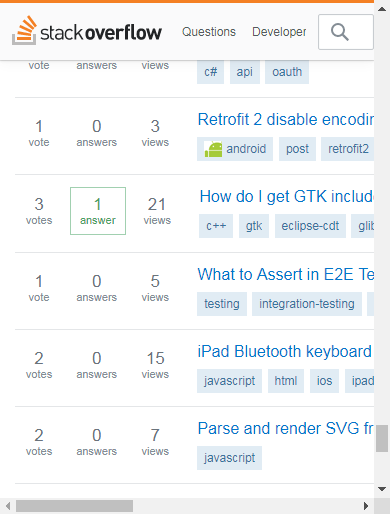 stackoverflow Questions Developer
vote answers views
c# api oauth
1 0 3 Retrofit 2 disable encodin
vote answers views android post retrofit2
3 1 21 How do I get GTK includ
votes answer views c++ gtk eclipse-cdt glib
1 0 5 What to Assert in E2E Te
vote answers views testing integration-testing
2 0 15 iPad Bluetooth keyboard
votes answers views javascript html ios ipad
2 0 7 Parse and render SVG fr
votes answers views javascript